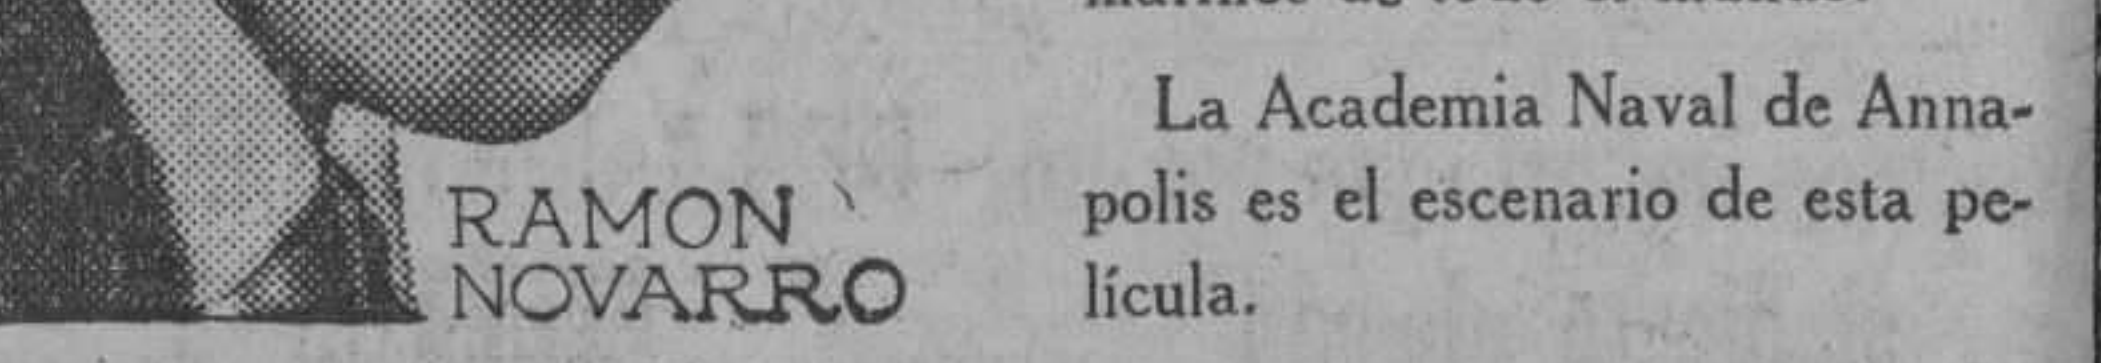 RAMON
NOVARRO
La Academia Naval de Anna-
polis es el escenario de esta pe-
lícula.